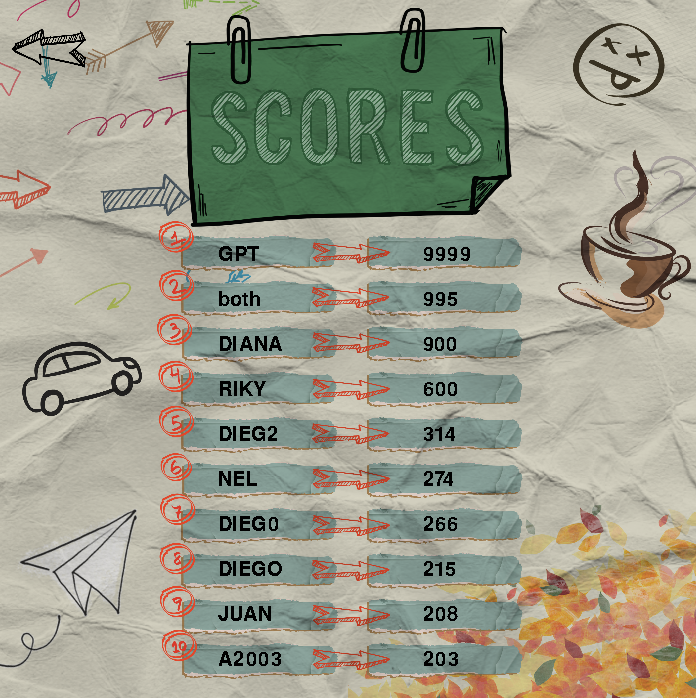 SCORES
1 GPT 9999
2 both 995
3 DIANA 900
4 RIKY 600
5 DIEG2 314
6 NEL 274
7 DIEG0 266
8 DIEGO 215
9 JUAN 208
10 A2003 203